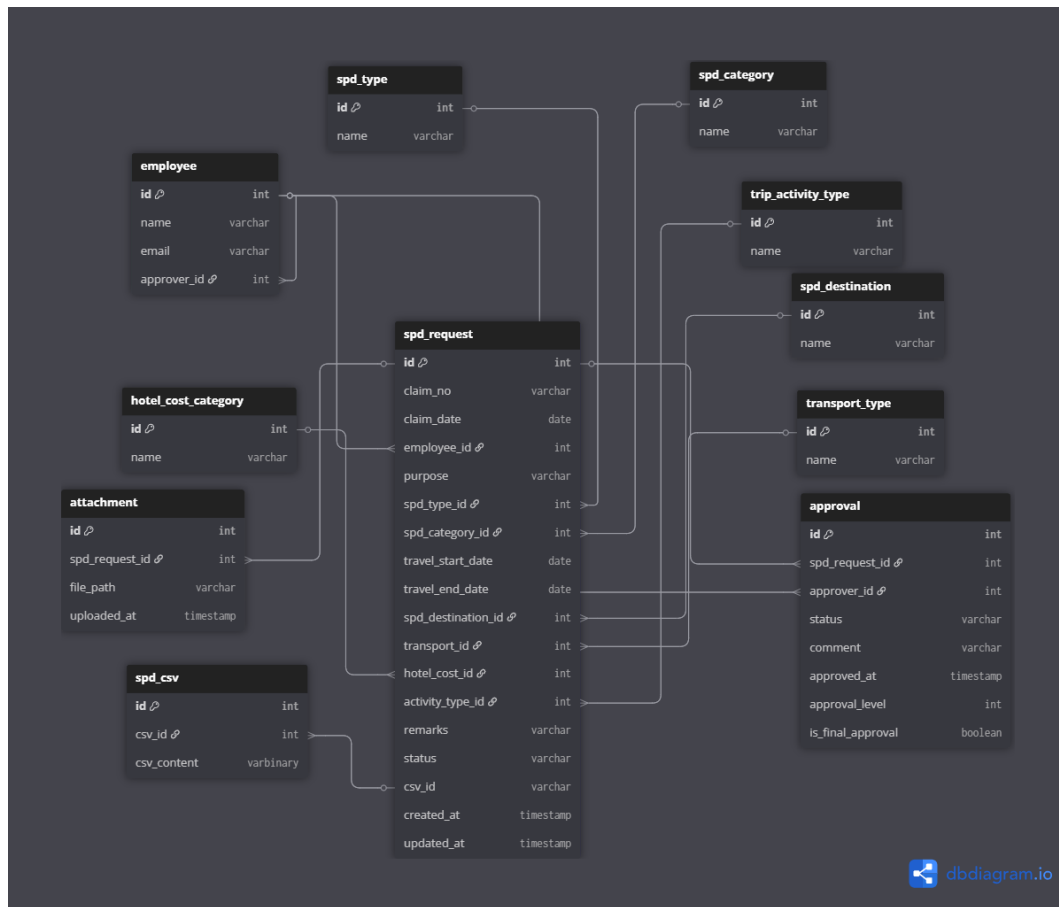 spd_type
id int
name varchar
spd_category
id int
name varchar
employee
id int
name varchar
email varchar
approver_id int
trip_activity_type
id int
name varchar
spd_destination
id int
name varchar
spd_request
id int
claim_no varchar
claim_date date
employee_id int
purpose varchar
spd_type_id int
spd_category_id int
travel_start_date date
travel_end_date date
spd_destination_id int
transport_id int
hotel_cost_id int
activity_type_id int
remarks varchar
status varchar
csv_id varchar
created_at timestamp
updated_at timestamp
hotel_cost_category
id int
name varchar
transport_type
id int
name varchar
attachment
id int
spd_request_id int
file_path varchar
uploaded_at timestamp
approval
id int
spd_request_id int
approver_id int
status varchar
comment varchar
approved_at timestamp
approval_level int
is_final_approval boolean
spd_csv
id int
csv_id int
csv_content varbinary
dbdiagram.io